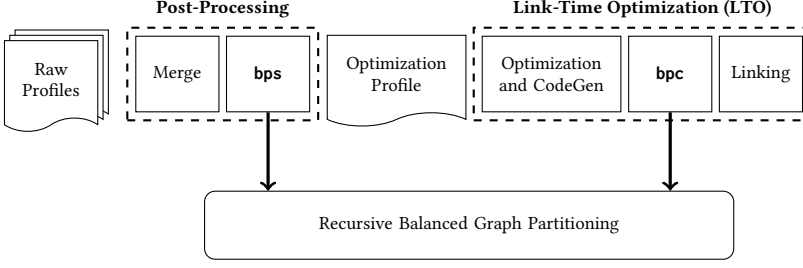 Post-Processing
Link-Time Optimization (LTO)
Raw
Profiles
Merge
bps
Optimization
Profile
Optimization
and CodeGen
bpc
Linking
Recursive Balanced Graph Partitioning